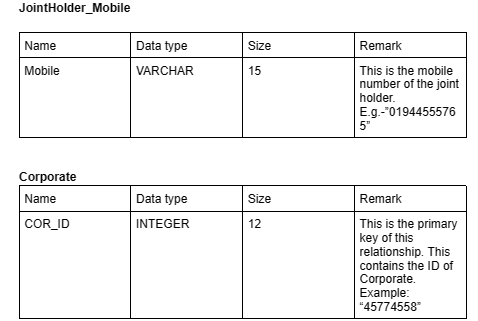 JointHolder_Mobile
Name Data type Size Remark
Mobile VARCHAR 15 This is the mobile
number of the joint
holder.
E.g.-"0194455576
5"
Corporate
Name Data type Size Remark
COR_ID INTEGER 12 This is the primary
key of this
relationship. This
contains the ID of
Corporate.
Example:
"45774558"